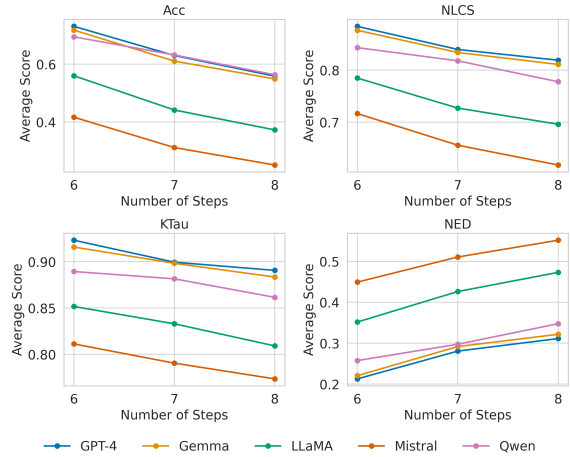 Acc
Average Score
0.6
0.4
6 7 8
Number of Steps
NLCS
Average Score
0.8
0.7
6 7 8
Number of Steps
KTau
Average Score
0.90
0.85
0.80
6 7 8
Number of Steps
NED
Average Score
0.5
0.4
0.3
0.2
6 7 8
Number of Steps
GPT-4 Gemma LLaMA Mistral Qwen